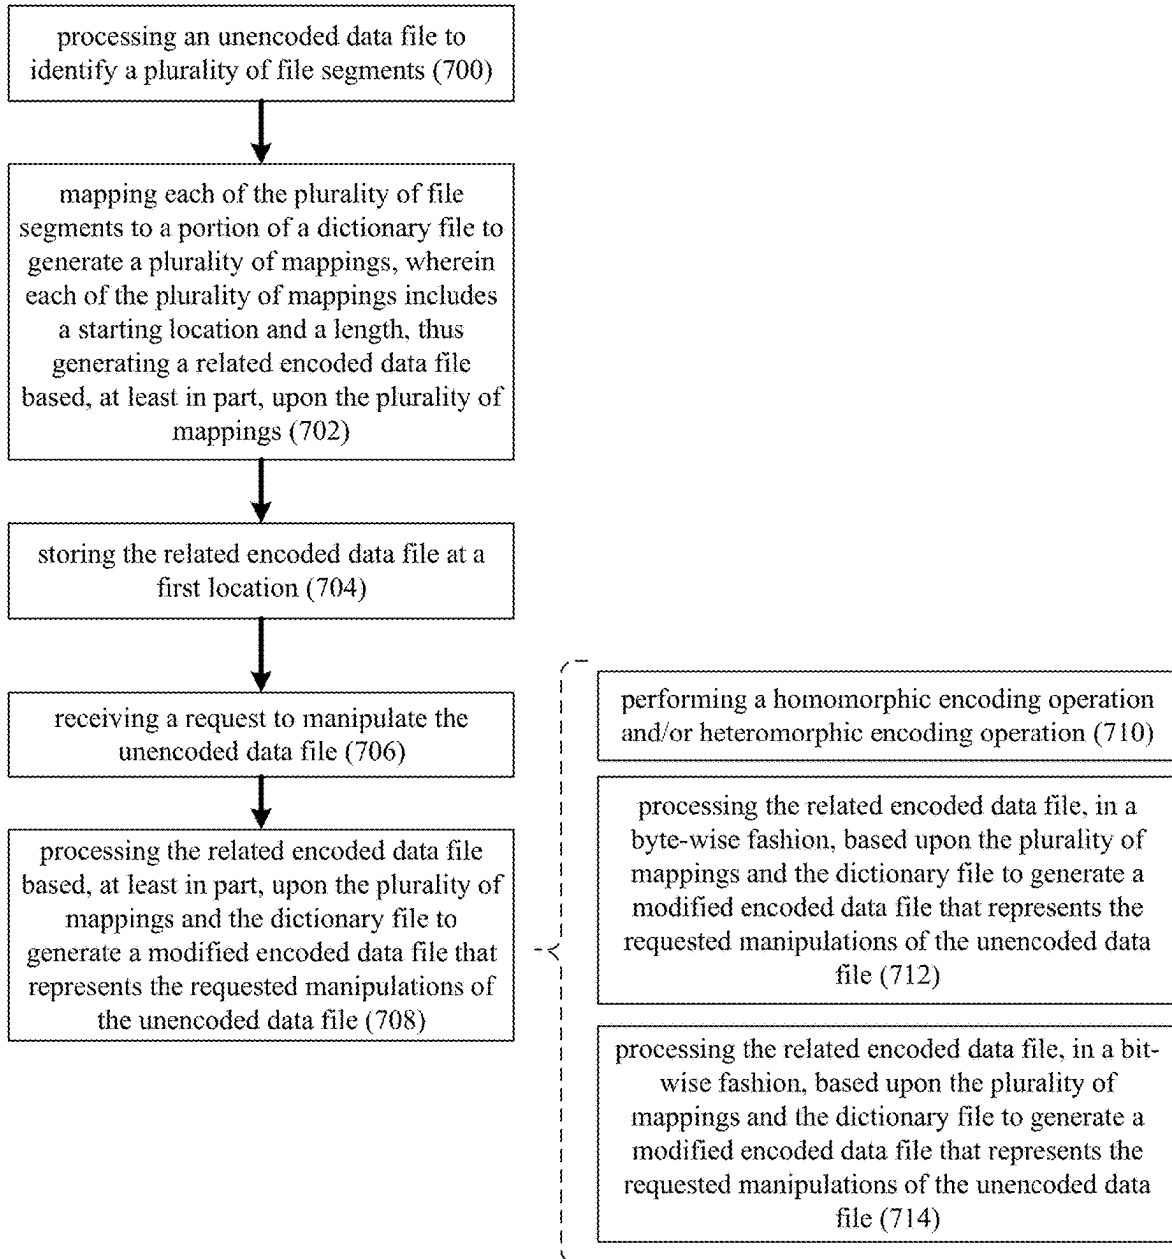 processing an unencoded data file to
identify a plurality of file segments (700)
mapping each of the plurality of file
segments to a portion of a dictionary file to
generate a plurality of mappings, wherein
each of the plurality of mappings includes
a starting location and a length, thus
generating a related encoded data file
based, at least in part, upon the plurality of
mappings (702)
storing the related encoded data file at a
first location (704)
receiving a request to manipulate the
unencoded data file (706)
processing the related encoded data file
based, at least in part, upon the plurality of
mappings and the dictionary file to
generate a modified encoded data file that
represents the requested manipulations of
the unencoded data file (708)
performing a homomorphic encoding operation
and/or heteromorphic encoding operation (710)
processing the related encoded data file, in
a byte-wise fashion, based upon the plurality of
mappings and the dictionary file to generate a
modified encoded data file that represents the
requested manipulations of the unencoded data
file (712)
processing the related encoded data file, in a bit-
wise fashion, based upon the plurality of
mappings and the dictionary file to generate a
modified encoded data file that represents the
requested manipulations of the unencoded data
file (714)